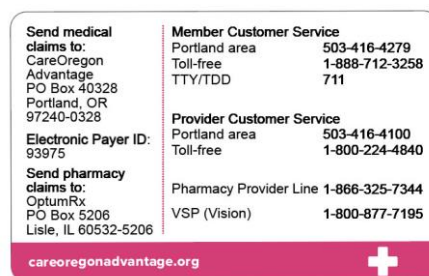 Send medical
claims to:
CareOregon
Advantage
PO Box 40328
Portland, OR
97240-0328
Electronic Payer ID:
93975
Send pharmacy
claims to:
OptumRx
PO Box 5206
Lisle, IL 60532-5206
Member Customer Service
Portland area 503-416-4279
Toll-free 1-888-712-3258
TTY/TDD 711
Provider Customer Service
Portland area 503-416-4100
Toll-free 1-800-224-4840
Pharmacy Provider Line 1-866-325-7344
VSP (Vision) 1-800-877-7195
careoregonadvantage.org